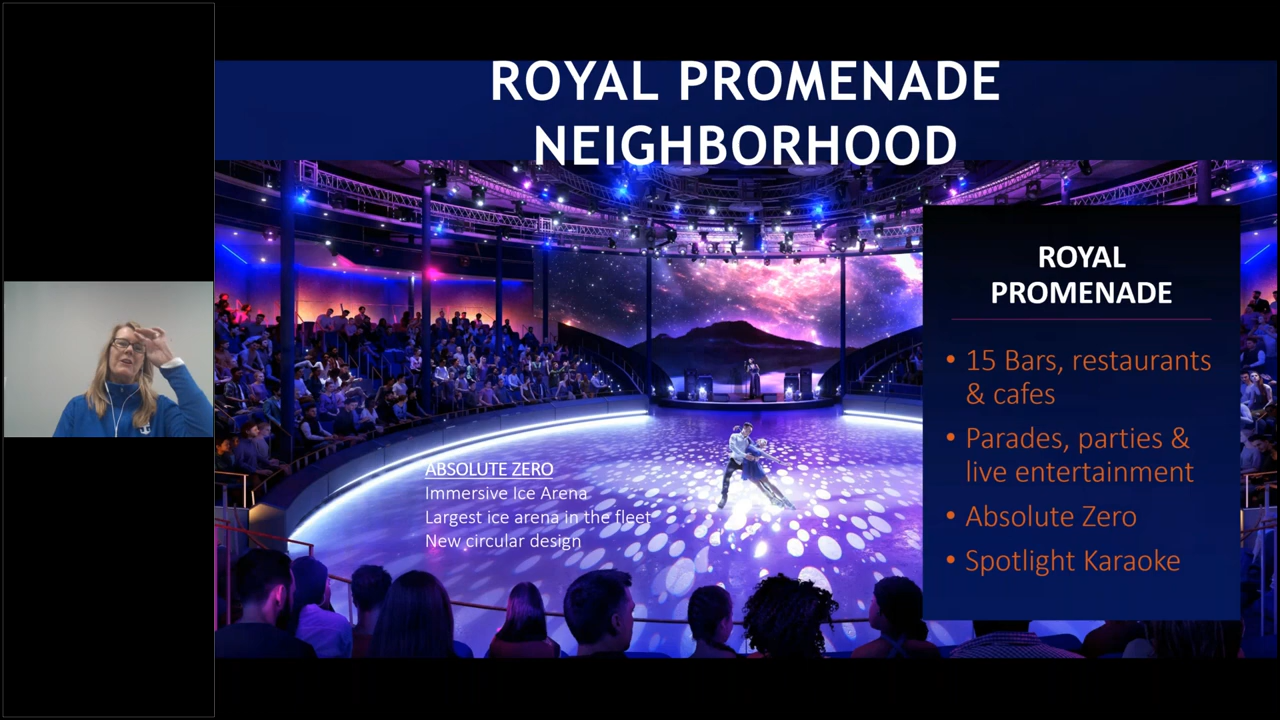 ROYAL PROMENADE
NEIGHBORHOOD
ROYAL
PROMENADE
• 15 Bars, restaurants
& cafes
• Parades, parties &
live entertainment
• Absolute Zero
• Spotlight Karaoke
ABSOLUTE ZERO
Immersive Ice Arena
Largest ice arena in the fleet
New circular design